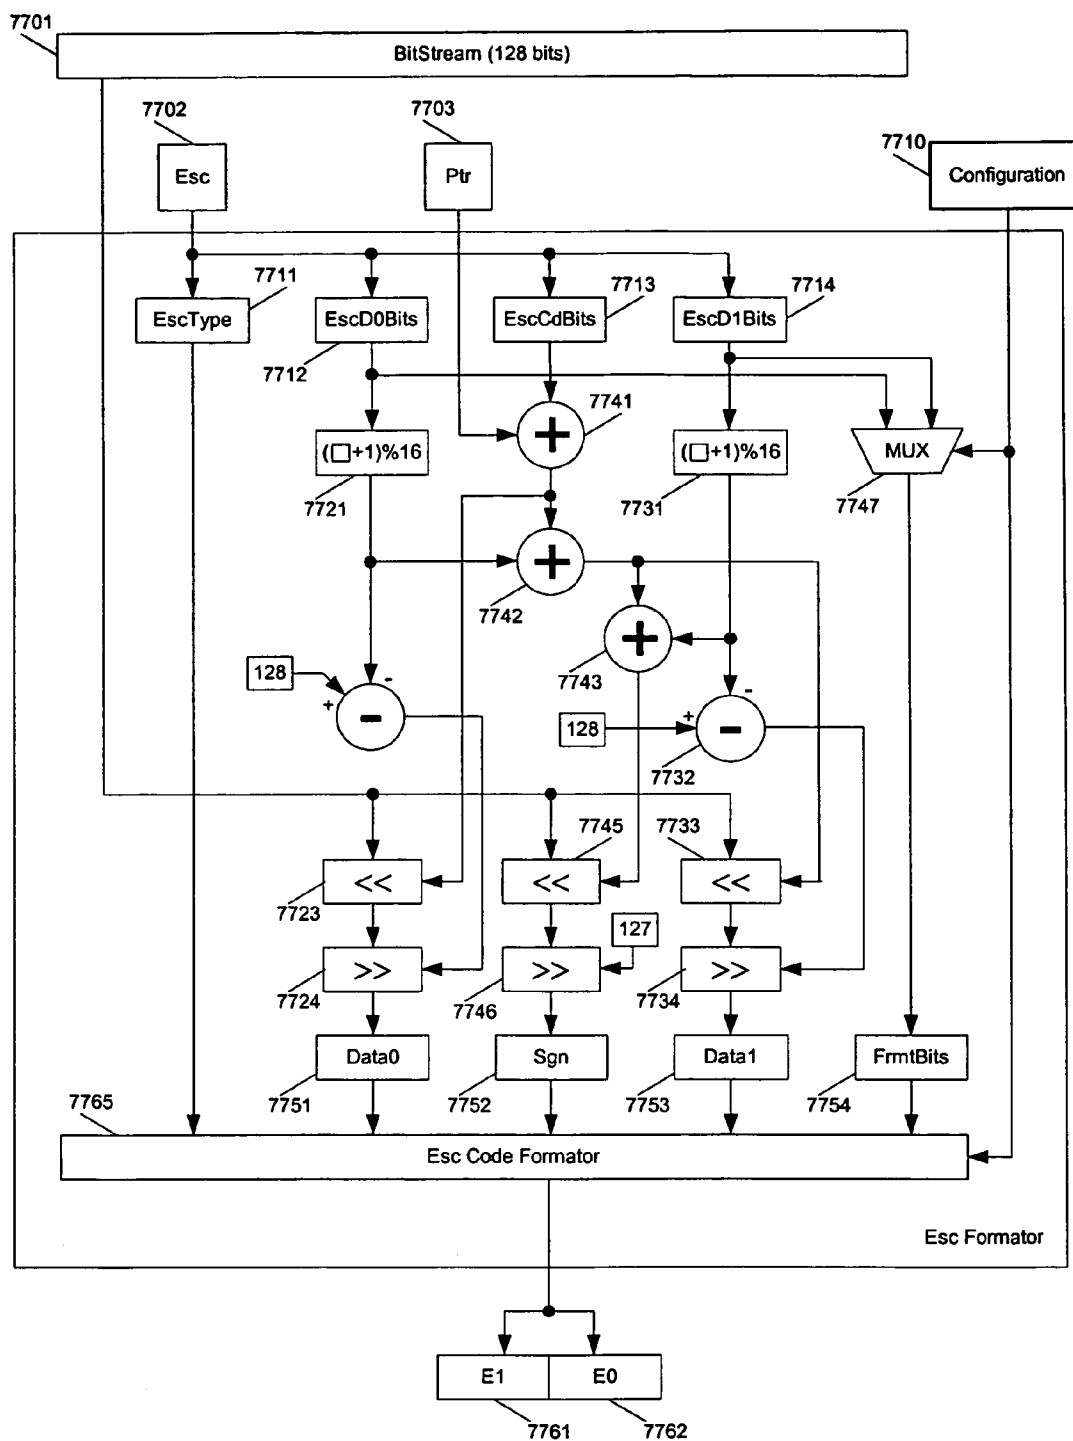 7701
BitStream (128 bits)
7702
7703
7710
Esc
Ptr
Configuration
7711
7713
7714
EscType
EscD0Bits
EscCdBits
EscD1Bits
7712
7741
+
(□+1)%16
(□+1)%16
MUX
7721
7731
7747
+
7742
+
7743
128
-
+
-
128
-
+
-
7732
7745
7733
<<
<<
<<
7723
127
>>
>>
>>
7724
7746
7734
Data0
Sgn
Data1
FrmtBits
7765
7751
7752
7753
7754
Esc Code Formator
Esc Formator
E1
E0
7761
7762